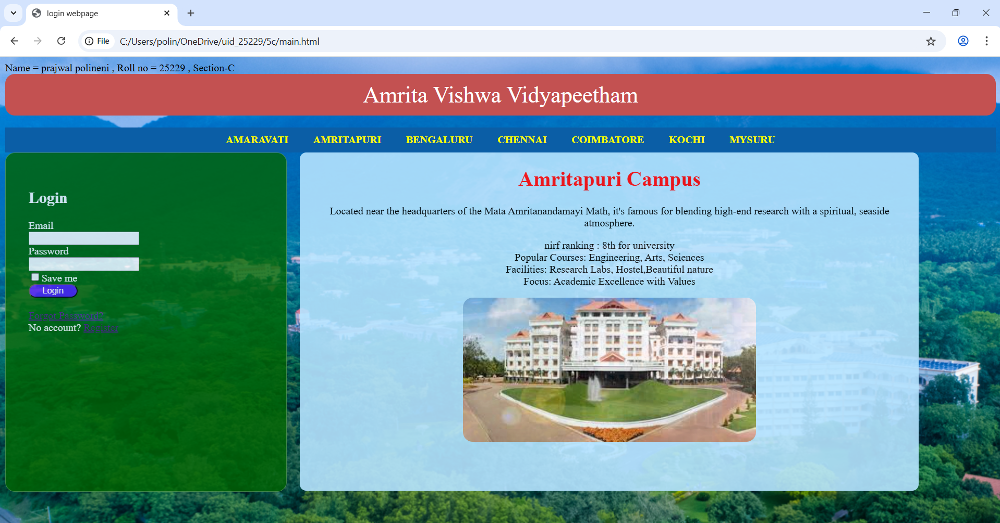 login webpage
File
C:/Users/polin/OneDrive/uid_25229/5c/main.html
Name = prajwal polineni , Roll no = 25229 , Section-C
Amrita Vishwa Vidyapeetham
AMARAVATI AMRITAPURI BENGALURU CHENNAI COIMBATORE KOCHI MYSURU
Login
Email
Password
Save me
Login
Forgot Password?
No account? Register
Amritapuri Campus
Located near the headquarters of the Mata Amritanandamayi Math, it's famous for blending high-end research with a spiritual, seaside
atmosphere.
nirf ranking : 8th for university
Popular Courses: Engineering, Arts, Sciences
Facilities: Research Labs, Hostel,Beautiful nature
Focus: Academic Excellence with Values